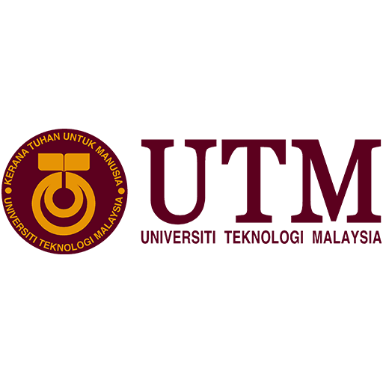 KERANA TUHAN UNTUK MANUSIA
UNIVERSITI TEKNOLOGI MALAYSIA
UTM
UNIVERSITI TEKNOLOGI MALAYSIA